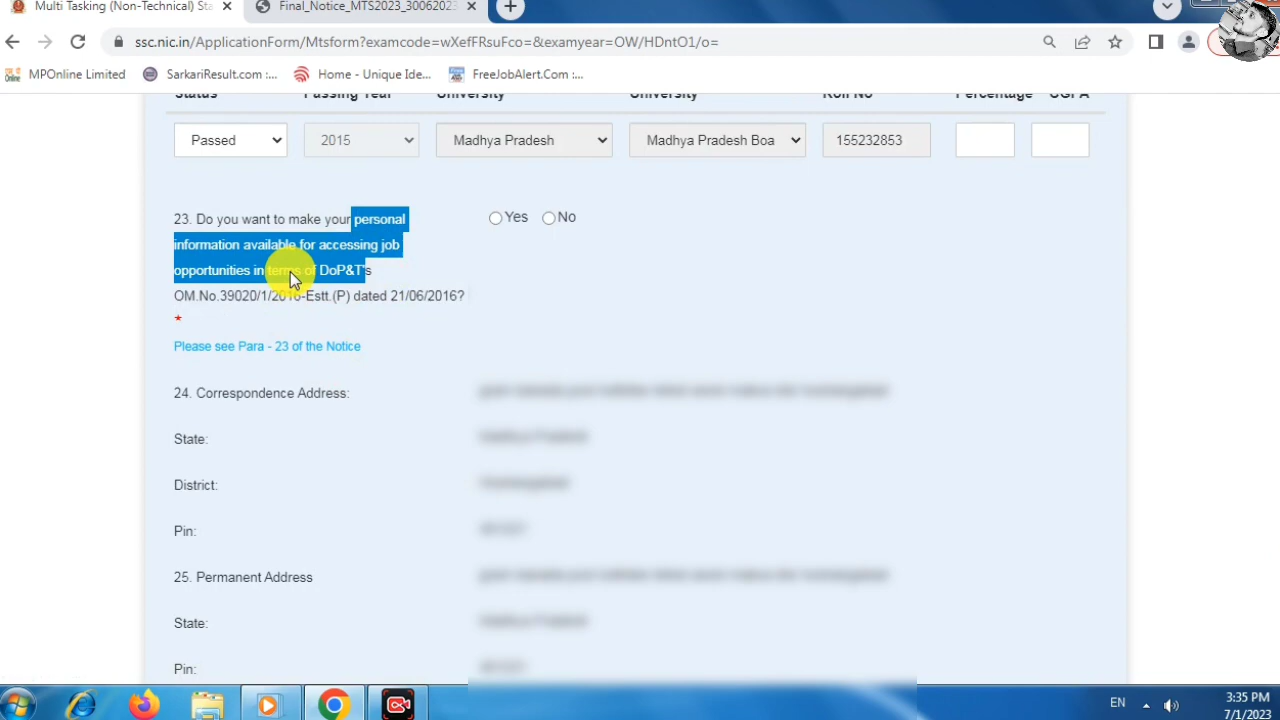 Multi Tasking (Non-Technical) Sta
Final_Notice_MTS2023_30062023
ssc.nic.in/ApplicationForm/Mtsform?examcode=wXefFRsuFco=&examyear=OW/HDntO1/o=
MPOnline Limited
SarkariResult.com :...
Home - Unique Ide...
FreeJobAlert.Com :...
Status Passing Year University University Roll No Percentage CGPA
Passed 2015 Madhya Pradesh Madhya Pradesh Boa 155232853
23. Do you want to make your personal Yes No
information available for accessing job
opportunities in terms of DoP&T's
OM.No.39020/1/2016-Estt.(P) dated 21/06/2016?
*
Please see Para - 23 of the Notice
24. Correspondence Address:
State:
District:
Pin:
25. Permanent Address
State:
Pin:
EN
3:35 PM
7/1/2023